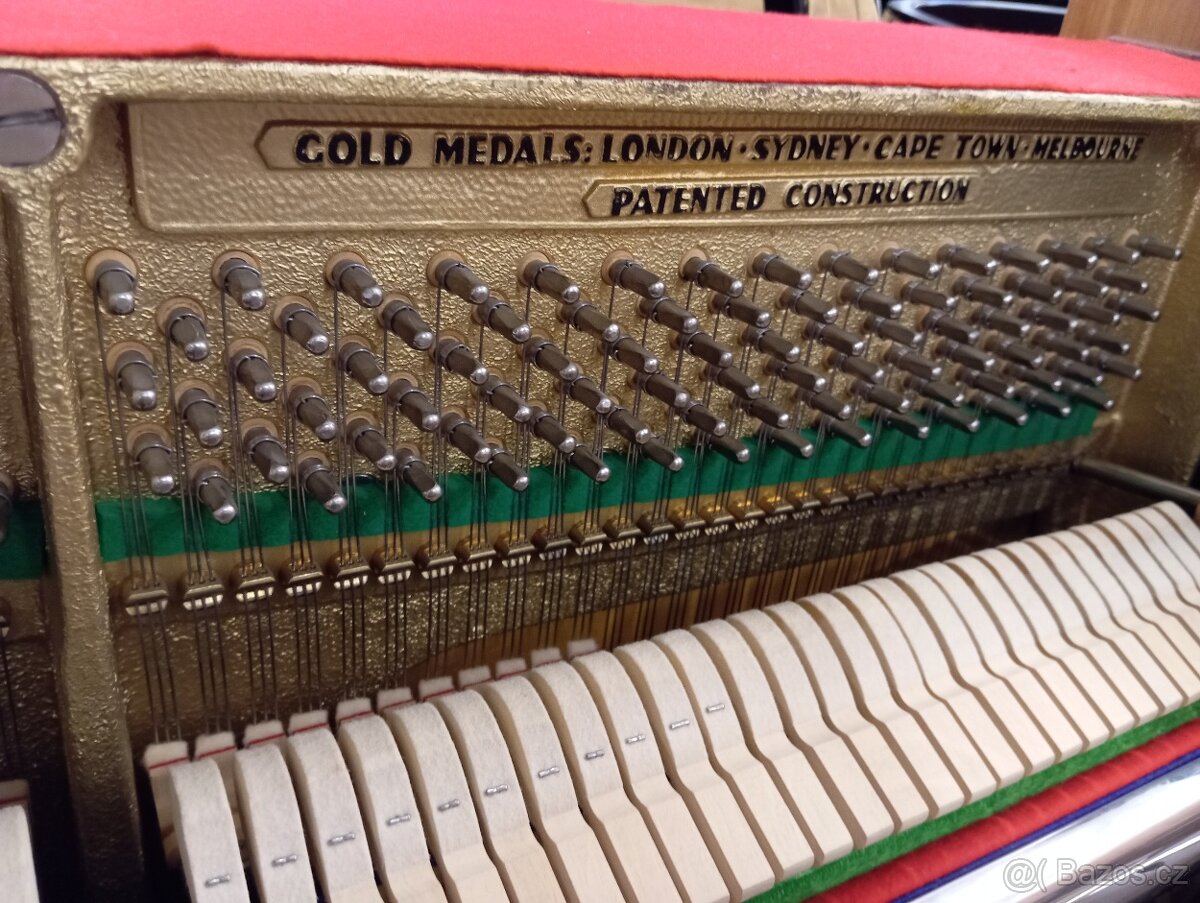 GOLD MEDALS: LONDON · SYDNEY · CAPE TOWN · MELBOURNE
PATENTED CONSTRUCTION
@( Bazos.cz